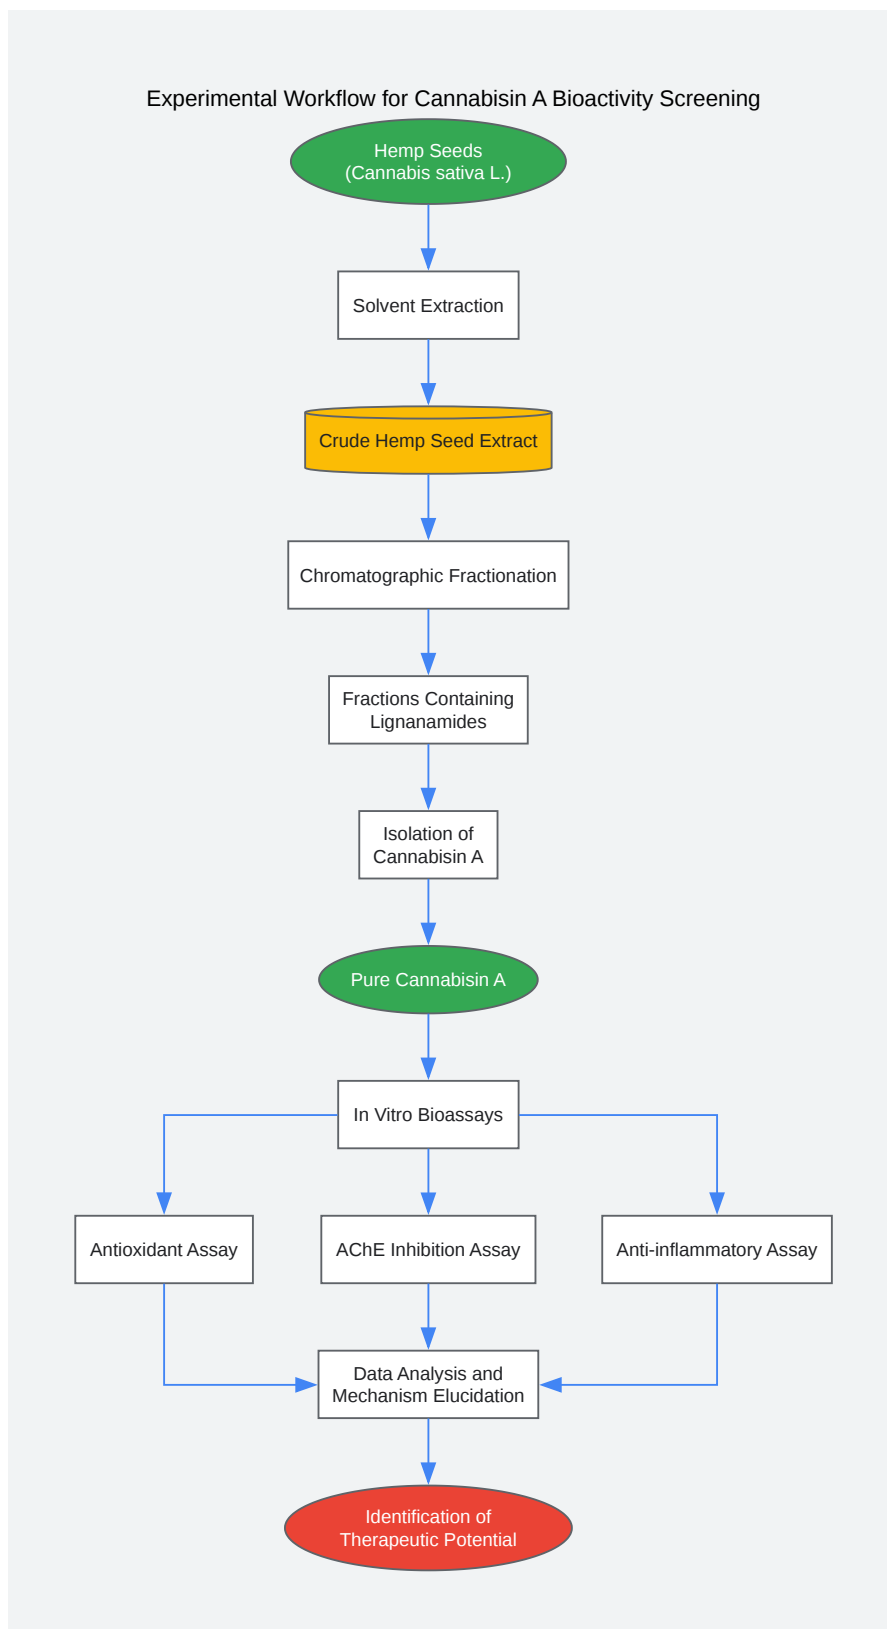 Experimental Workflow for Cannabisin A Bioactivity Screening
Hemp Seeds
(Cannabis sativa L.)
Solvent Extraction
Crude Hemp Seed Extract
Chromatographic Fractionation
Fractions Containing
Lignanamides
Isolation of
Cannabisin A
Pure Cannabisin A
In Vitro Bioassays
Antioxidant Assay
AChE Inhibition Assay
Anti-inflammatory Assay
Data Analysis and
Mechanism Elucidation
Identification of
Therapeutic Potential